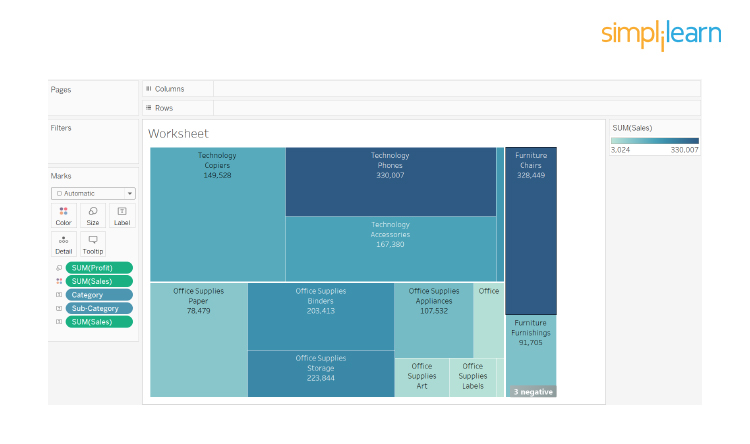 simplilearn
Pages
Columns
Rows
Filters
Worksheet
SUM(Sales)
3,024 330,007
Marks
Automatic
Color Size Label
Detail Tooltip
SUM(Profit)
SUM(Sales)
Category
Sub-Category
SUM(Sales)
Technology
Copiers
149,528
Technology
Phones
330,007
Technology
Accessories
167,380
Furniture
Chairs
328,449
Office Supplies
Paper
78,479
Office Supplies
Binders
203,413
Office Supplies
Storage
223,844
Office Supplies
Appliances
107,532
Office
Office
Supplies
Art
Office
Supplies
Labels
Furniture
Furnishings
91,705
3 negative